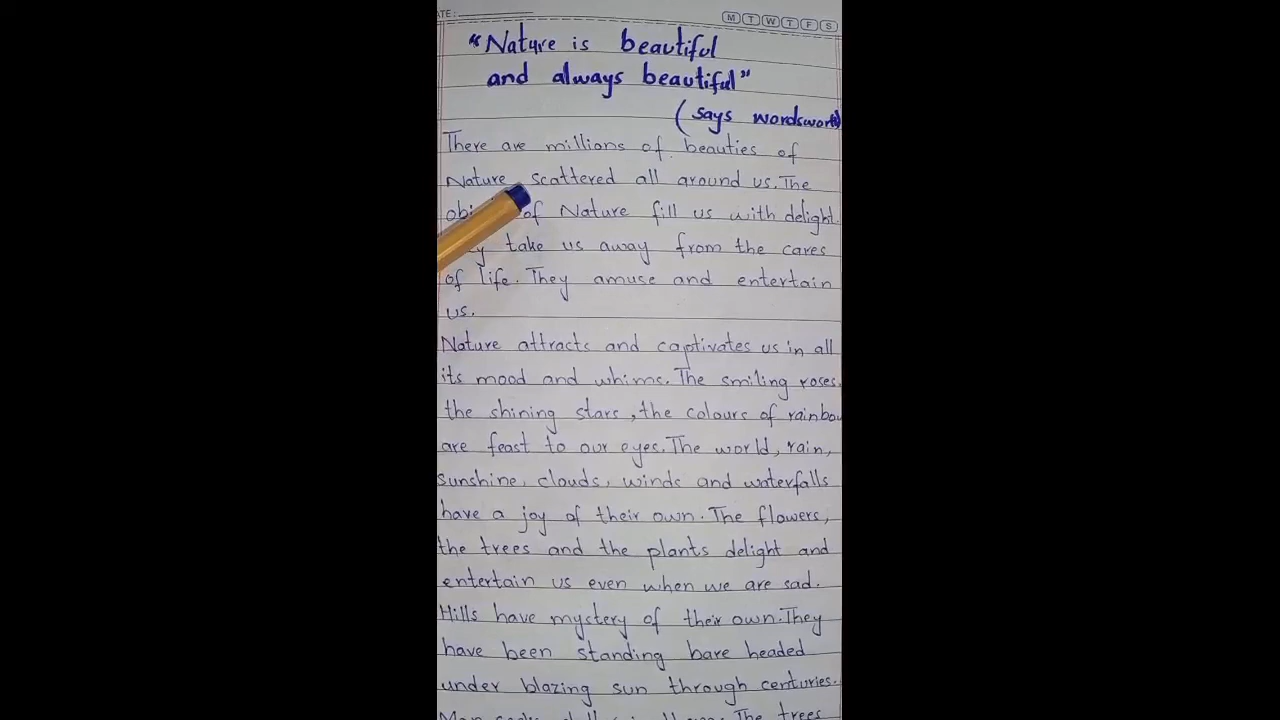 ATE:
M T W T F S
"Nature is beautiful
and always beautiful"
(says wordsworth
There are millions of beauties of
Nature scattered all around us. The
of Nature fill us with delight.
take us away from the cares
of life. They amuse and entertain
us.
Nature attracts and captivates us in all
its mood and whims. The smiling roses,
the shining stars, the colours of rainbow
are feast to our eyes. The world, rain,
sunshine, clouds, winds and waterfalls
have a joy of their own. The flowers,
the trees and the plants delight and
entertain us even when we are sad.
Hills have mystery of their own. They
have been standing bare headed
under blazing sun through centuries.
The trees